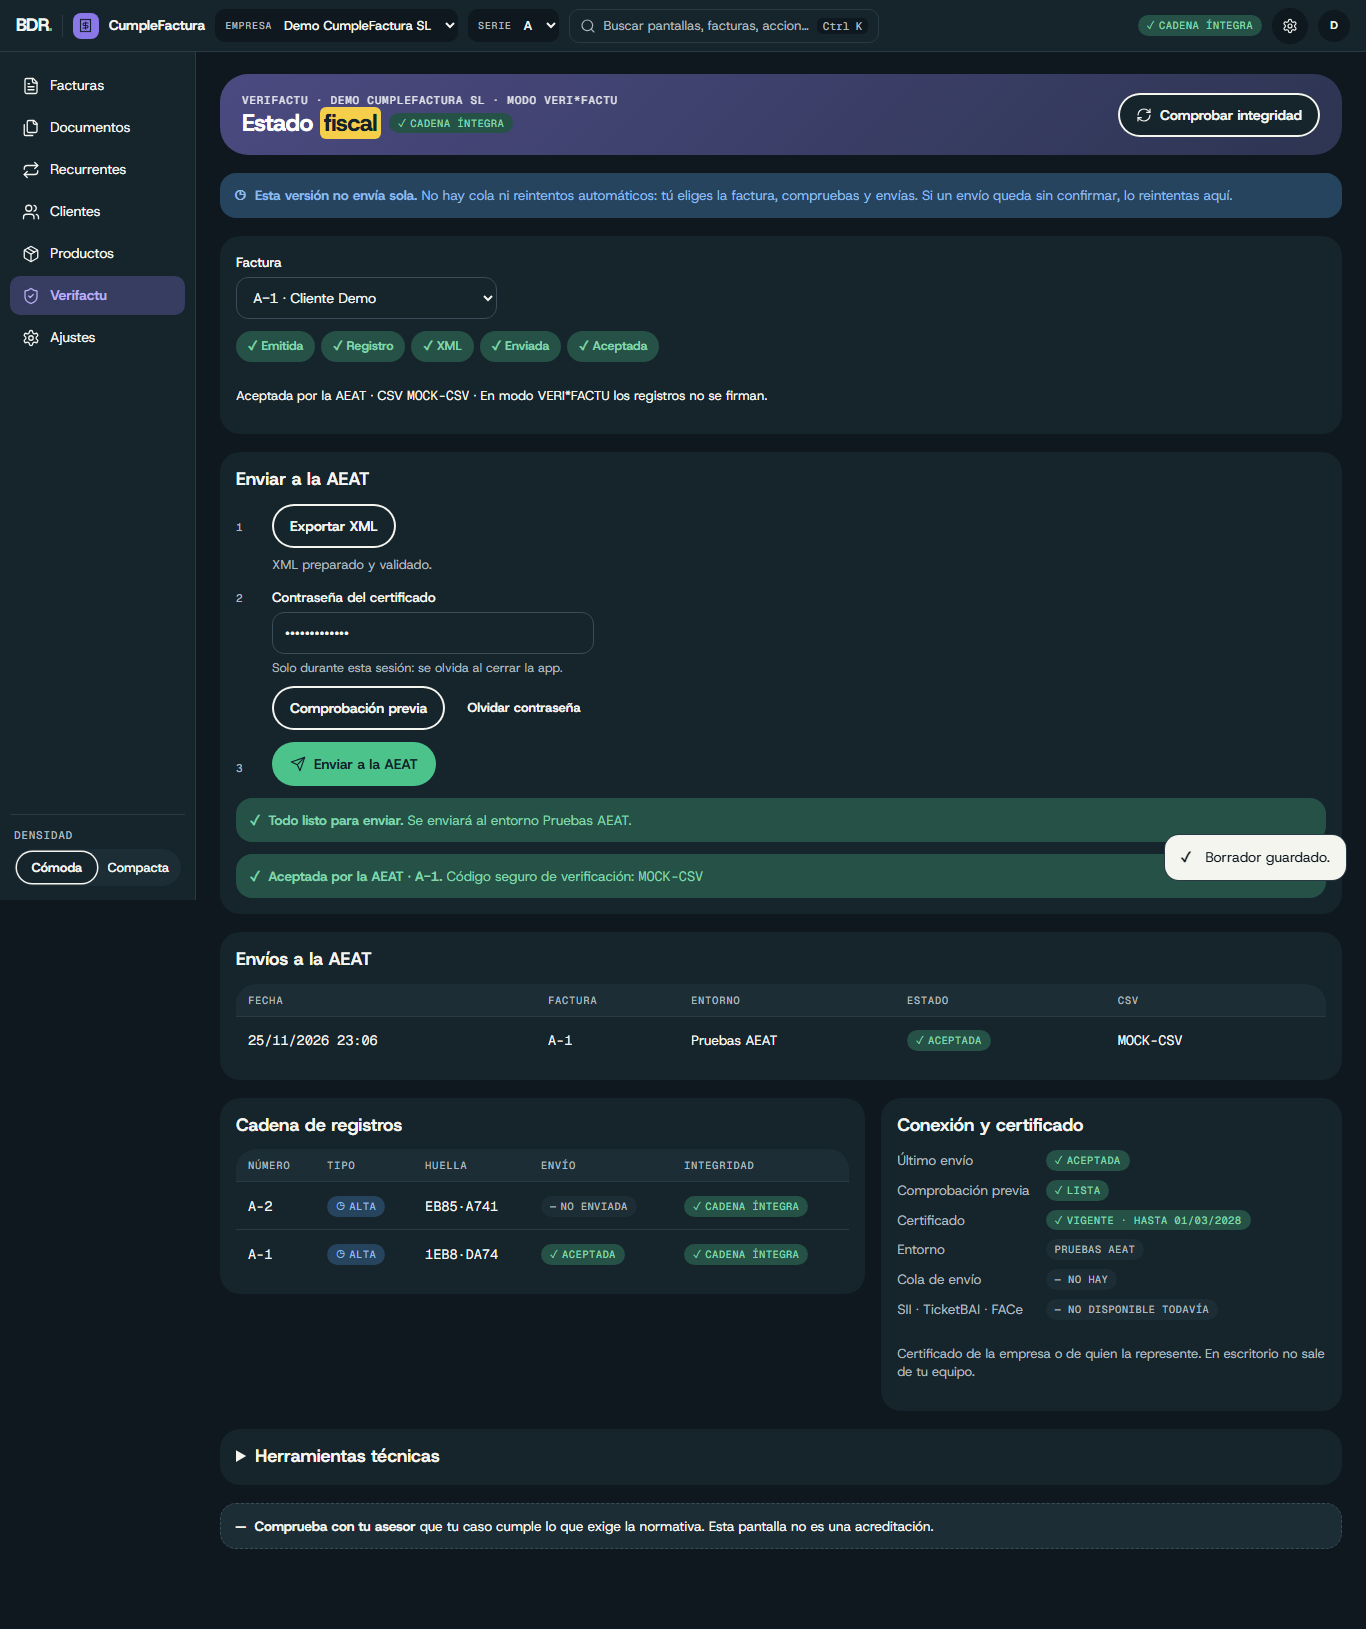 BDR. CumpleFactura EMPRESA Demo CumpleFactura SL SERIE A Buscar pantallas, facturas, accion... Ctrl K ✓ CADENA ÍNTEGRA D
Facturas
Documentos
Recurrentes
Clientes
Productos
Verifactu
Ajustes
DENSIDAD
Cómoda Compacta
VERIFACTU · DEMO CUMPLEFACTURA SL · MODO VERI*FACTU
Estado fiscal ✓ CADENA ÍNTEGRA
Comprobar integridad
Esta versión no envía sola. No hay cola ni reintentos automáticos: tú eliges la factura, compruebas y envías. Si un envío queda sin confirmar, lo reintentas aquí.
Factura
A-1 · Cliente Demo
✓ Emitida ✓ Registro ✓ XML ✓ Enviada ✓ Aceptada
Aceptada por la AEAT · CSV MOCK-CSV · En modo VERI*FACTU los registros no se firman.
Enviar a la AEAT
1 Exportar XML
XML preparado y validado.
2 Contraseña del certificado
•••••••••••••
Solo durante esta sesión: se olvida al cerrar la app.
Comprobación previa Olvidar contraseña
3 Enviar a la AEAT
✓ Todo listo para enviar. Se enviará al entorno Pruebas AEAT.
✓ Borrador guardado.
✓ Aceptada por la AEAT · A-1. Código seguro de verificación: MOCK-CSV
Envíos a la AEAT
FECHA FACTURA ENTORNO ESTADO CSV
25/11/2026 23:06 A-1 Pruebas AEAT ✓ ACEPTADA MOCK-CSV
Cadena de registros
NÚMERO TIPO HUELLA ENVÍO INTEGRIDAD
A-2 ALTA EB85·A741 — NO ENVIADA ✓ CADENA ÍNTEGRA
A-1 ALTA 1EB8·DA74 ✓ ACEPTADA ✓ CADENA ÍNTEGRA
Conexión y certificado
Último envío ✓ ACEPTADA
Comprobación previa ✓ LISTA
Certificado ✓ VIGENTE · HASTA 01/03/2028
Entorno PRUEBAS AEAT
Cola de envío — NO HAY
SII · TicketBAI · FACe — NO DISPONIBLE TODAVÍA
Certificado de la empresa o de quien la represente. En escritorio no sale
de tu equipo.
▶ Herramientas técnicas
— Comprueba con tu asesor que tu caso cumple lo que exige la normativa. Esta pantalla no es una acreditación.